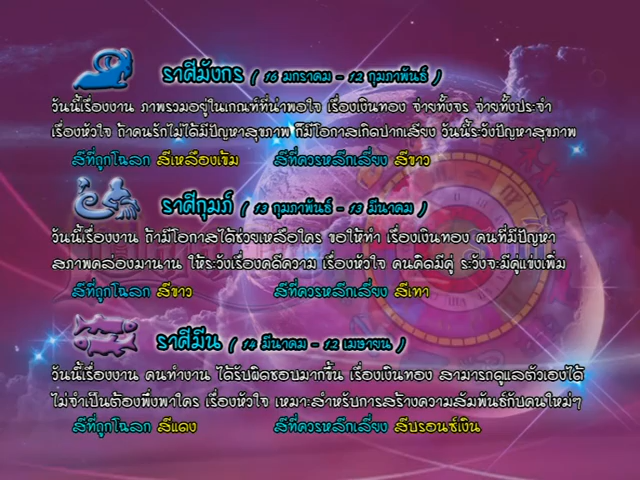 ราศีมังกร ( 16 มกราคม - 12 กุมภาพันธ์ )
วันนี้เรื่องงาน ภาพรวมอยู่ในเกณฑ์ที่น่าพอใจ เรื่องเงินทอง จ่ายทั้งจร จ่ายทั้งประจำ
เรื่องหัวใจ ถ้าคนรักไม่ได้มีปัญหาสุขภาพ ก็มีโอกาสเกิดปากเสียง วันนี้ระวังปัญหาสุขภาพ
สีที่ถูกโฉลก สีเหลืองเข้ม สีที่ควรหลีกเลี่ยง สีขาว
ราศีกุมภ์ ( 13 กุมภาพันธ์ - 13 มีนาคม )
วันนี้เรื่องงาน ถ้ามีโอกาสได้ช่วยเหลือใคร ขอให้ทำ เรื่องเงินทอง คนที่มีปัญหา
สภาพคล่องมานาน ให้ระวังเรื่องคดีความ เรื่องหัวใจ คนคิดมีคู่ ระวังจะมีคู่แข่งเพิ่ม
สีที่ถูกโฉลก สีขาว สีที่ควรหลีกเลี่ยง สีเทา
ราศีมีน ( 14 มีนาคม - 12 เมษายน )
วันนี้เรื่องงาน คนทำงาน ได้รับผิดชอบมากขึ้น เรื่องเงินทอง สามารถดูแลตัวเองได้
ไม่จำเป็นต้องพึ่งพาใคร เรื่องหัวใจ เหมาะสำหรับการสร้างความสัมพันธ์กับคนใหม่ๆ
สีที่ถูกโฉลก สีแดง สีที่ควรหลีกเลี่ยง สีบรอนซ์เงิน